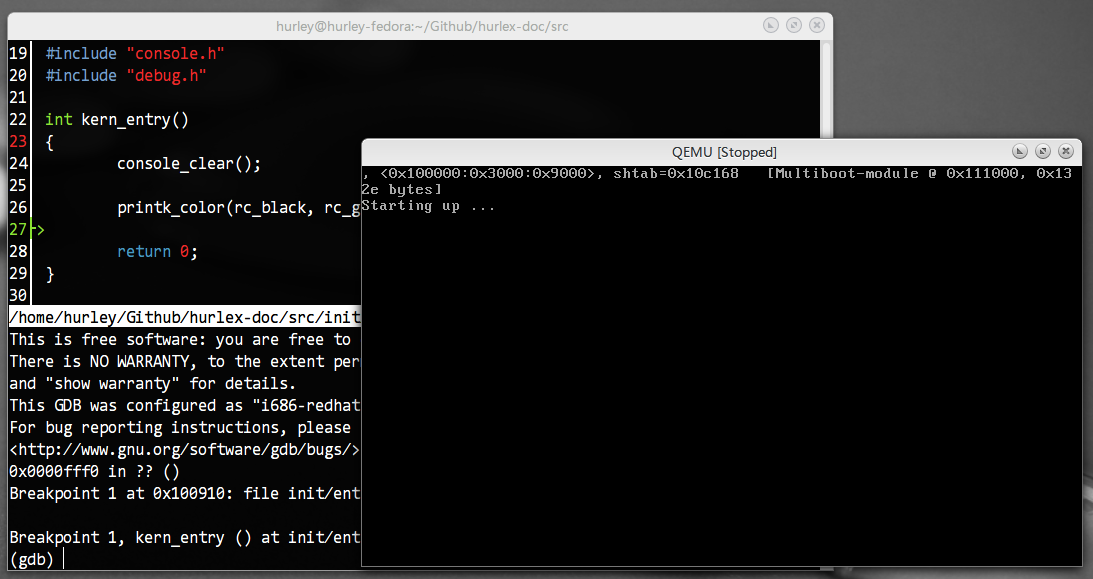 hurley@hurley-fedora:~/Github/hurlex-doc/src
19 #include "console.h"
20 #include "debug.h"
21
22 int kern_entry()
23 {
24 console_clear();
25
26 printk_color(rc_black, rc_g
27 ->
28 return 0;
29 }
30
/home/hurley/Github/hurlex-doc/src/init
This is free software: you are free to
There is NO WARRANTY, to the extent per
and "show warranty" for details.
This GDB was configured as "i686-redhat
For bug reporting instructions, please
<http://www.gnu.org/software/gdb/bugs/>
0x0000fff0 in ?? ()
Breakpoint 1 at 0x100910: file init/ent
Breakpoint 1, kern_entry () at init/ent
(gdb)
QEMU [Stopped]
, <0x100000:0x3000:0x9000>, shtab=0x10c168 [Multiboot-module @ 0x111000, 0x13
2e bytes]
Starting up ...